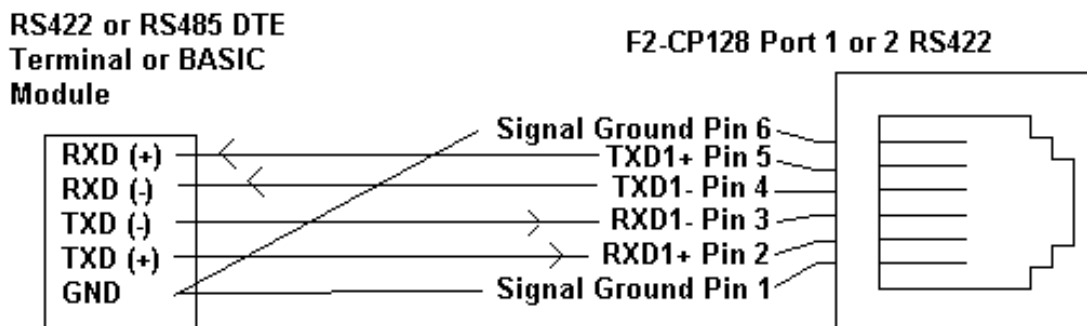 RS422 or RS485 DTE
Terminal or BASIC
Module
F2-CP128 Port 1 or 2 RS422
RXD (+)
RXD (-)
TXD (-)
TXD (+)
GND
Signal Ground Pin 6
TXD1+ Pin 5
TXD1- Pin 4
RXD1- Pin 3
RXD1+ Pin 2
Signal Ground Pin 1